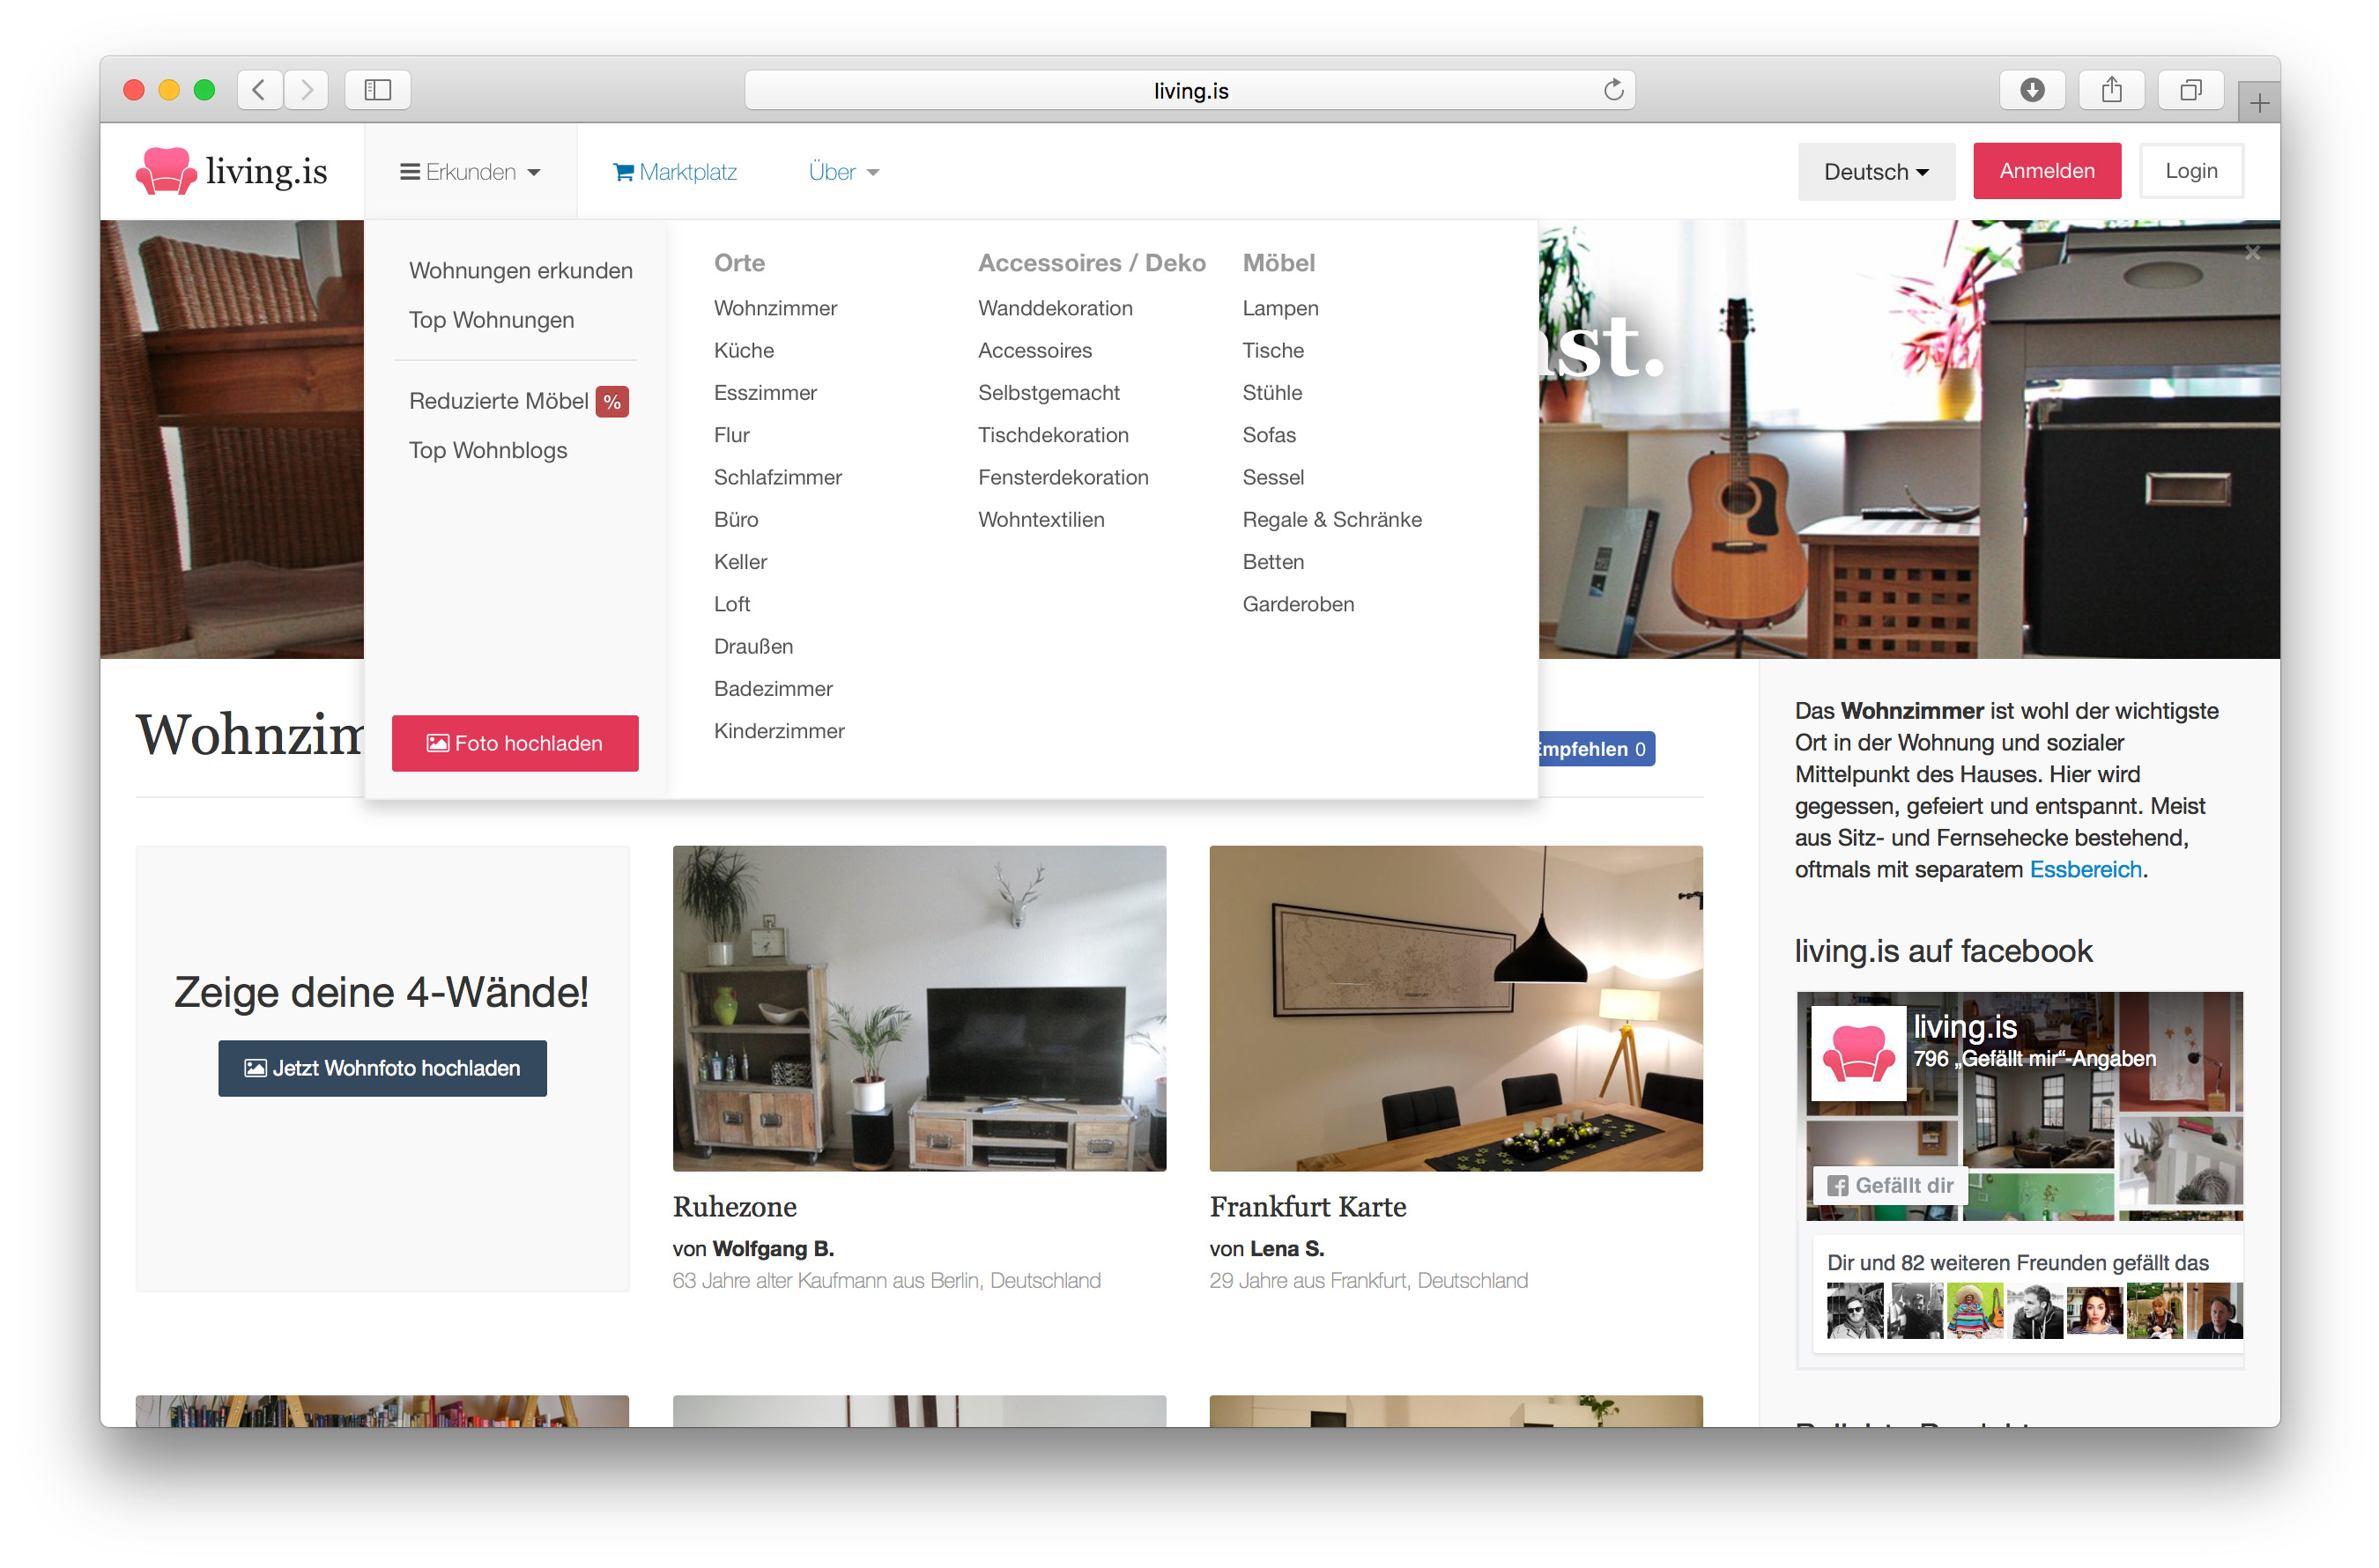 living.is
living.is
Erkunden
Marktplatz
Über
Deutsch
Anmelden
Login
Wohnungen erkunden
Top Wohnungen
Reduzierte Möbel %
Top Wohnblogs
Foto hochladen
Orte
Wohnzimmer
Küche
Esszimmer
Flur
Schlafzimmer
Büro
Keller
Loft
Draußen
Badezimmer
Kinderzimmer
Accessoires / Deko
Wanddekoration
Accessoires
Selbstgemacht
Tischdekoration
Fensterdekoration
Wohntextilien
Möbel
Lampen
Tische
Stühle
Sofas
Sessel
Regale & Schränke
Betten
Garderoben
st.
Wohnzim
Empfehlen 0
Zeige deine 4-Wände!
Jetzt Wohnfoto hochladen
Ruhezone
von Wolfgang B.
63 Jahre alter Kaufmann aus Berlin, Deutschland
Frankfurt Karte
von Lena S.
29 Jahre aus Frankfurt, Deutschland
Das Wohnzimmer ist wohl der wichtigste
Ort in der Wohnung und sozialer
Mittelpunkt des Hauses. Hier wird
gegessen, gefeiert und entspannt. Meist
aus Sitz- und Fernsehecke bestehend,
oftmals mit separatem Essbereich.
living.is auf facebook
living.is
796 „Gefällt mir“-Angaben
Gefällt dir
Dir und 82 weiteren Freunden gefällt das